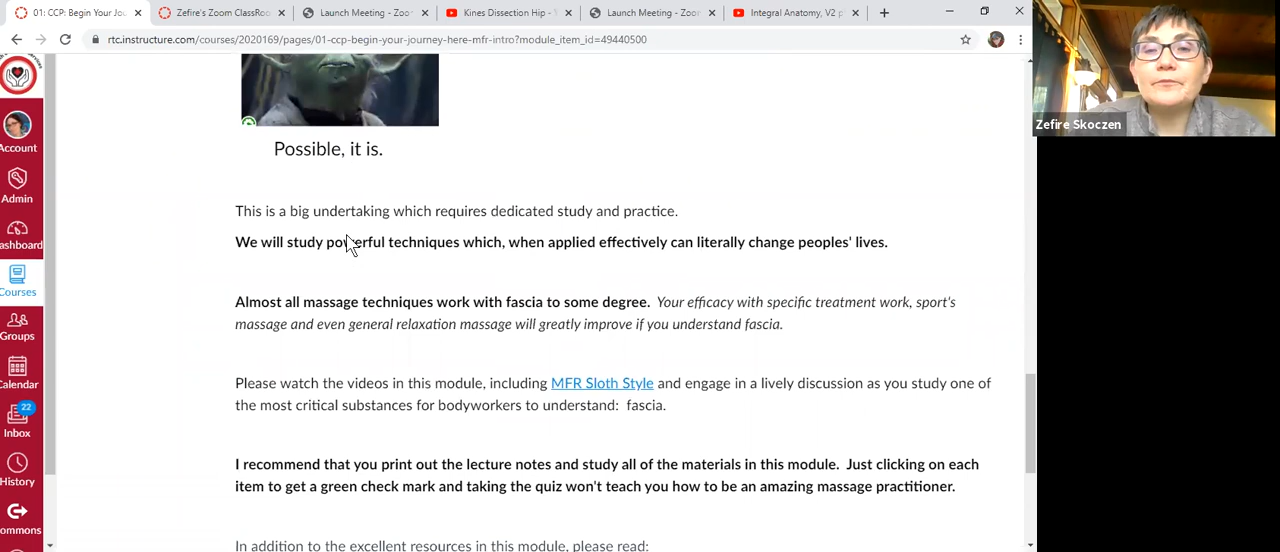 01: CCP: Begin Your Jou
Zefire's Zoom ClassRoo
Launch Meeting - Zoo
Kines Dissection Hip -
Launch Meeting - Zoo
Integral Anatomy, V2 p
rtc.instructure.com/courses/2020169/pages/01-ccp-begin-your-journey-here-mfr-intro?module_item_id=49440500
Zefire Skoczen
Account
Admin
ashboard
Courses
Groups
Calendar
22
Inbox
History
ommons
Possible, it is.
This is a big undertaking which requires dedicated study and practice.
We will study powerful techniques which, when applied effectively can literally change peoples' lives.
Almost all massage techniques work with fascia to some degree. Your efficacy with specific treatment work, sport's
massage and even general relaxation massage will greatly improve if you understand fascia.
Please watch the videos in this module, including MFR Sloth Style and engage in a lively discussion as you study one of
the most critical substances for bodyworkers to understand: fascia.
I recommend that you print out the lecture notes and study all of the materials in this module. Just clicking on each
item to get a green check mark and taking the quiz won't teach you how to be an amazing massage practitioner.
In addition to the excellent resources in this module, please read: